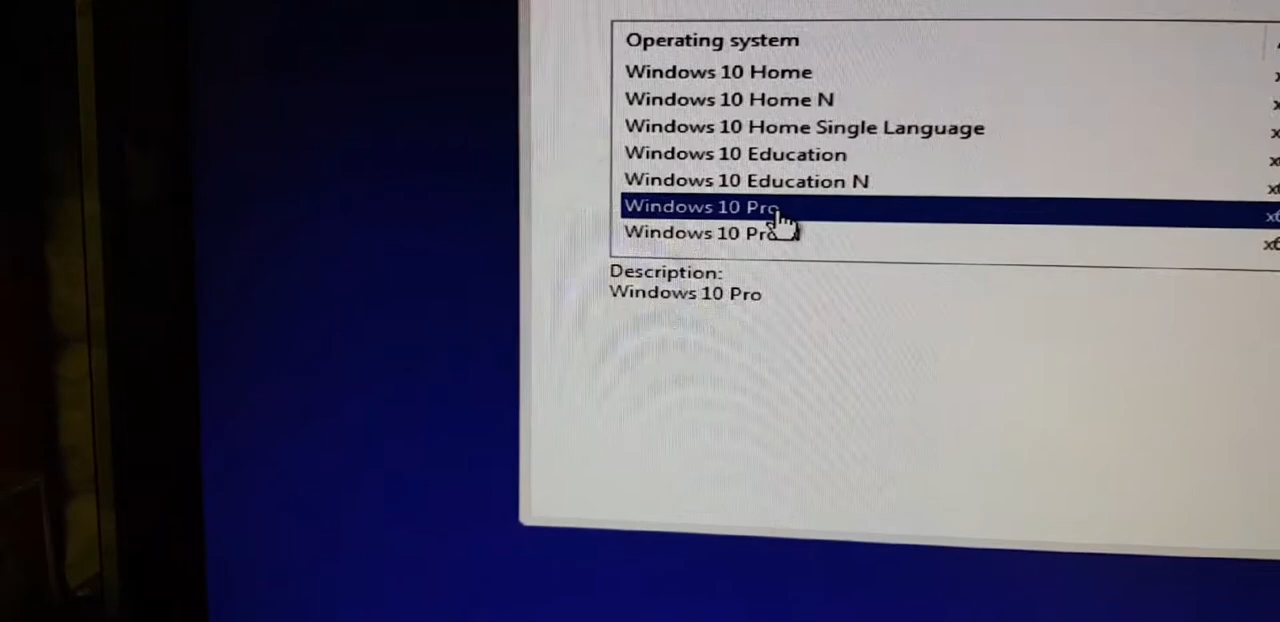 Operating system
Windows 10 Home
Windows 10 Home N
Windows 10 Home Single Language
Windows 10 Education
Windows 10 Education N
Windows 10 Pro
Windows 10 Pro
Description:
Windows 10 Pro